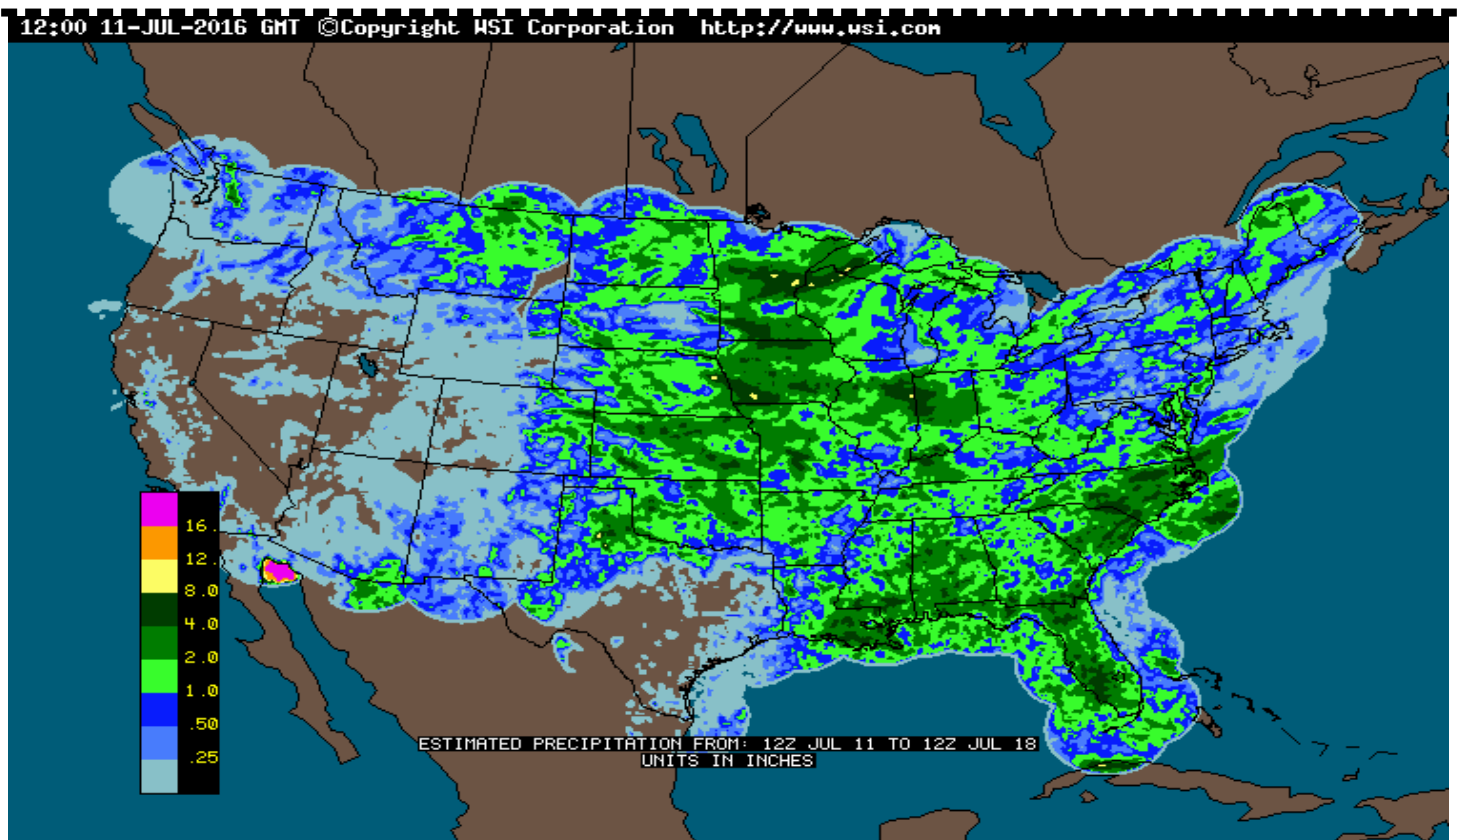 12:00 11-JUL-2016 GMT ©Copyright WSI Corporation http://www.wsi.com
16.
12.
8.0
4.0
2.0
1.0
.50
.25
ESTIMATED PRECIPITATION FROM: 12Z JUL 11 TO 12Z JUL 18
UNITS IN INCHES